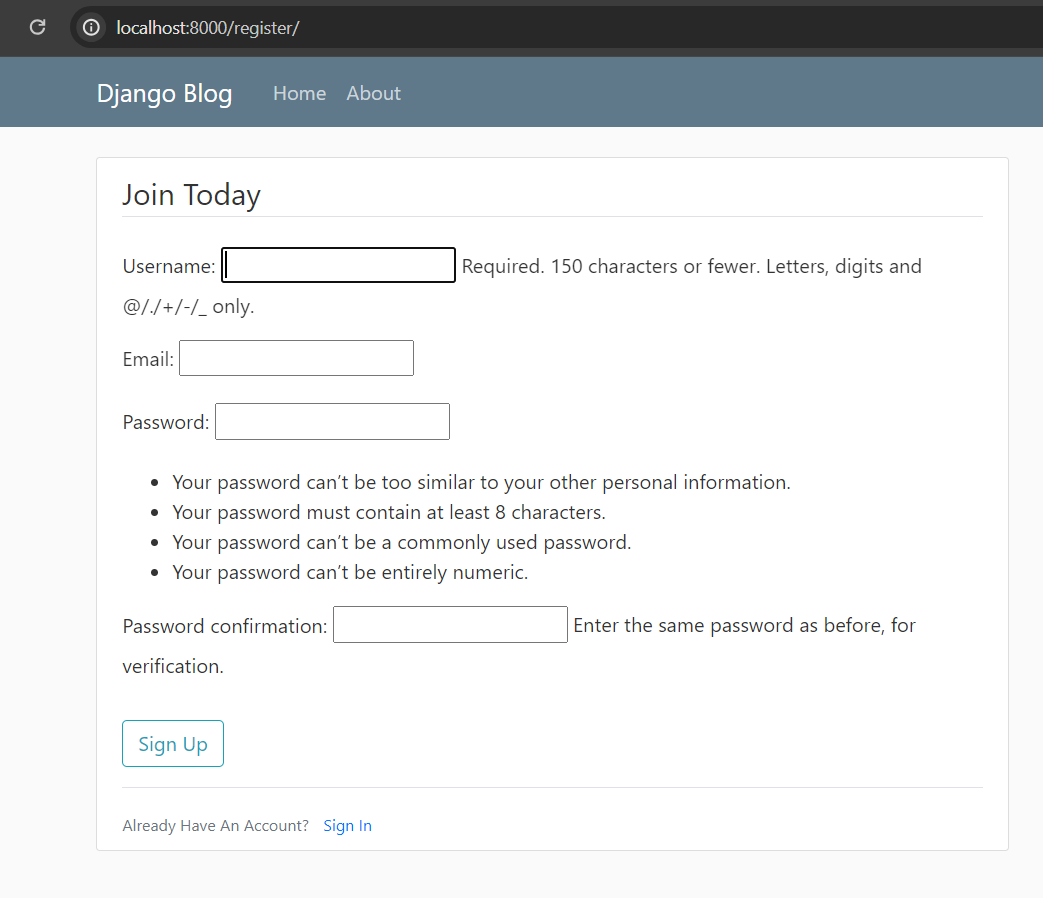 localhost:8000/register/
Django Blog Home About
Join Today
Username: Required. 150 characters or fewer. Letters, digits and
@/./+/-/_ only.
Email:
Password:
Your password can’t be too similar to your other personal information.
Your password must contain at least 8 characters.
Your password can’t be a commonly used password.
Your password can’t be entirely numeric.
Password confirmation: Enter the same password as before, for
verification.
Sign Up
Already Have An Account? Sign In